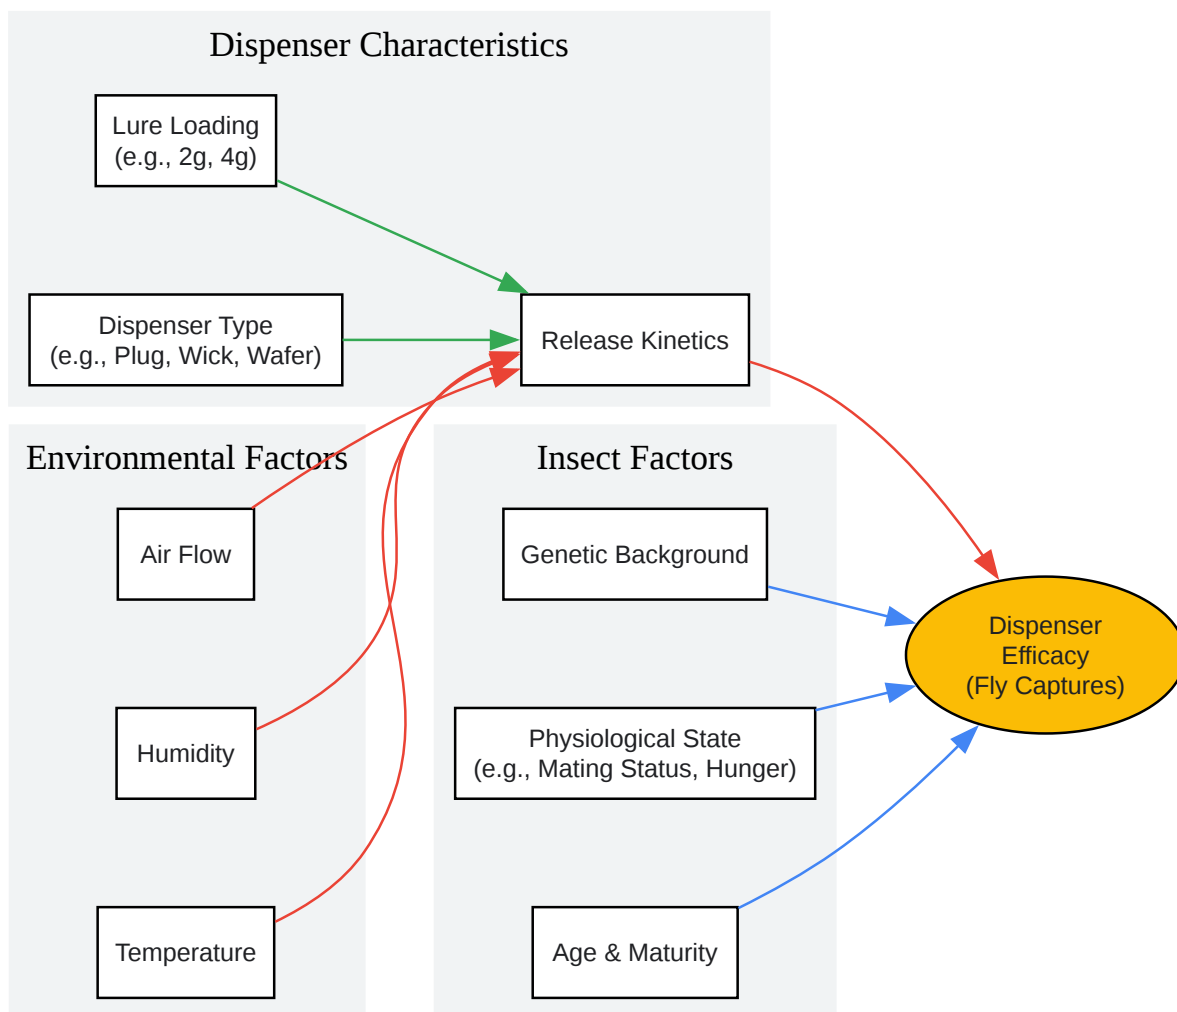 Dispenser Characteristics
Lure Loading
(e.g., 2g, 4g)
Dispenser Type
(e.g., Plug, Wick, Wafer)
Release Kinetics
Environmental Factors
Air Flow
Humidity
Temperature
Insect Factors
Genetic Background
Physiological State
(e.g., Mating Status, Hunger)
Age & Maturity
Dispenser
Efficacy
(Fly Captures)